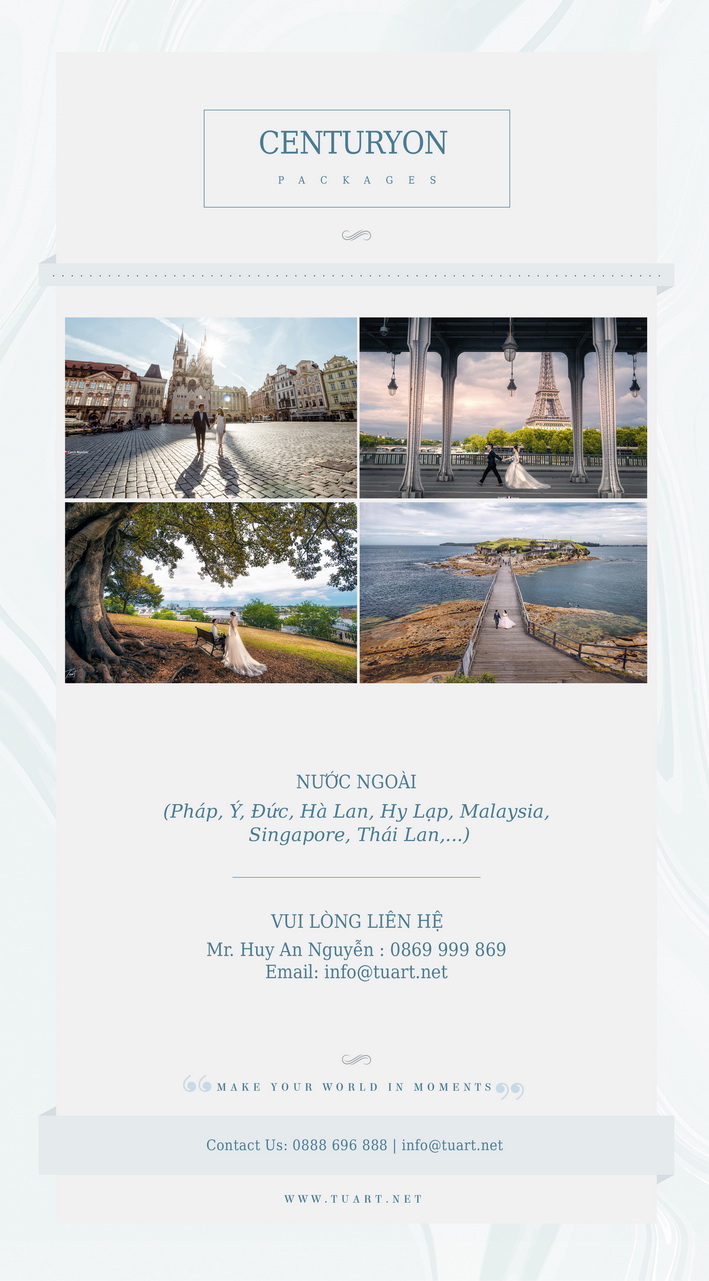 CENTURYON
PACKAGES
NƯỚC NGOÀI
(Pháp, Ý, Đức, Hà Lan, Hy Lạp, Malaysia,
Singapore, Thái Lan,...)
VUI LÒNG LIÊN HỆ
Mr. Huy An Nguyễn : 0869 999 869
Email: info@tuart.net
“MAKE YOUR WORLD IN MOMENTS”
Contact Us: 0888 696 888 | info@tuart.net
WWW.TUART.NET